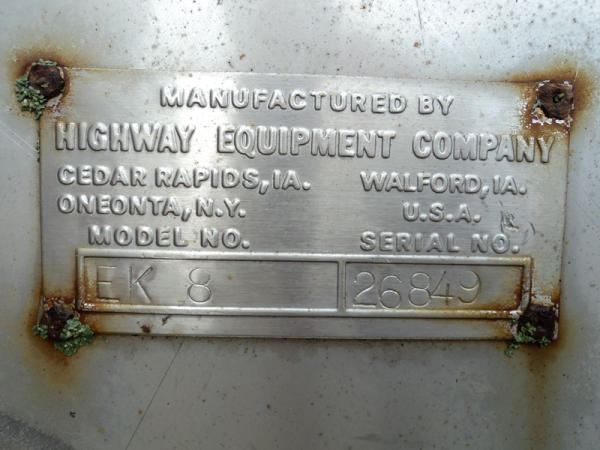 MANUFACTURED BY
HIGHWAY EQUIPMENT COMPANY
CEDAR RAPIDS, IA. WALFORD, IA.
ONEONTA, N.Y. U.S.A.
MODEL NO. SERIAL NO.
EK 8 26849